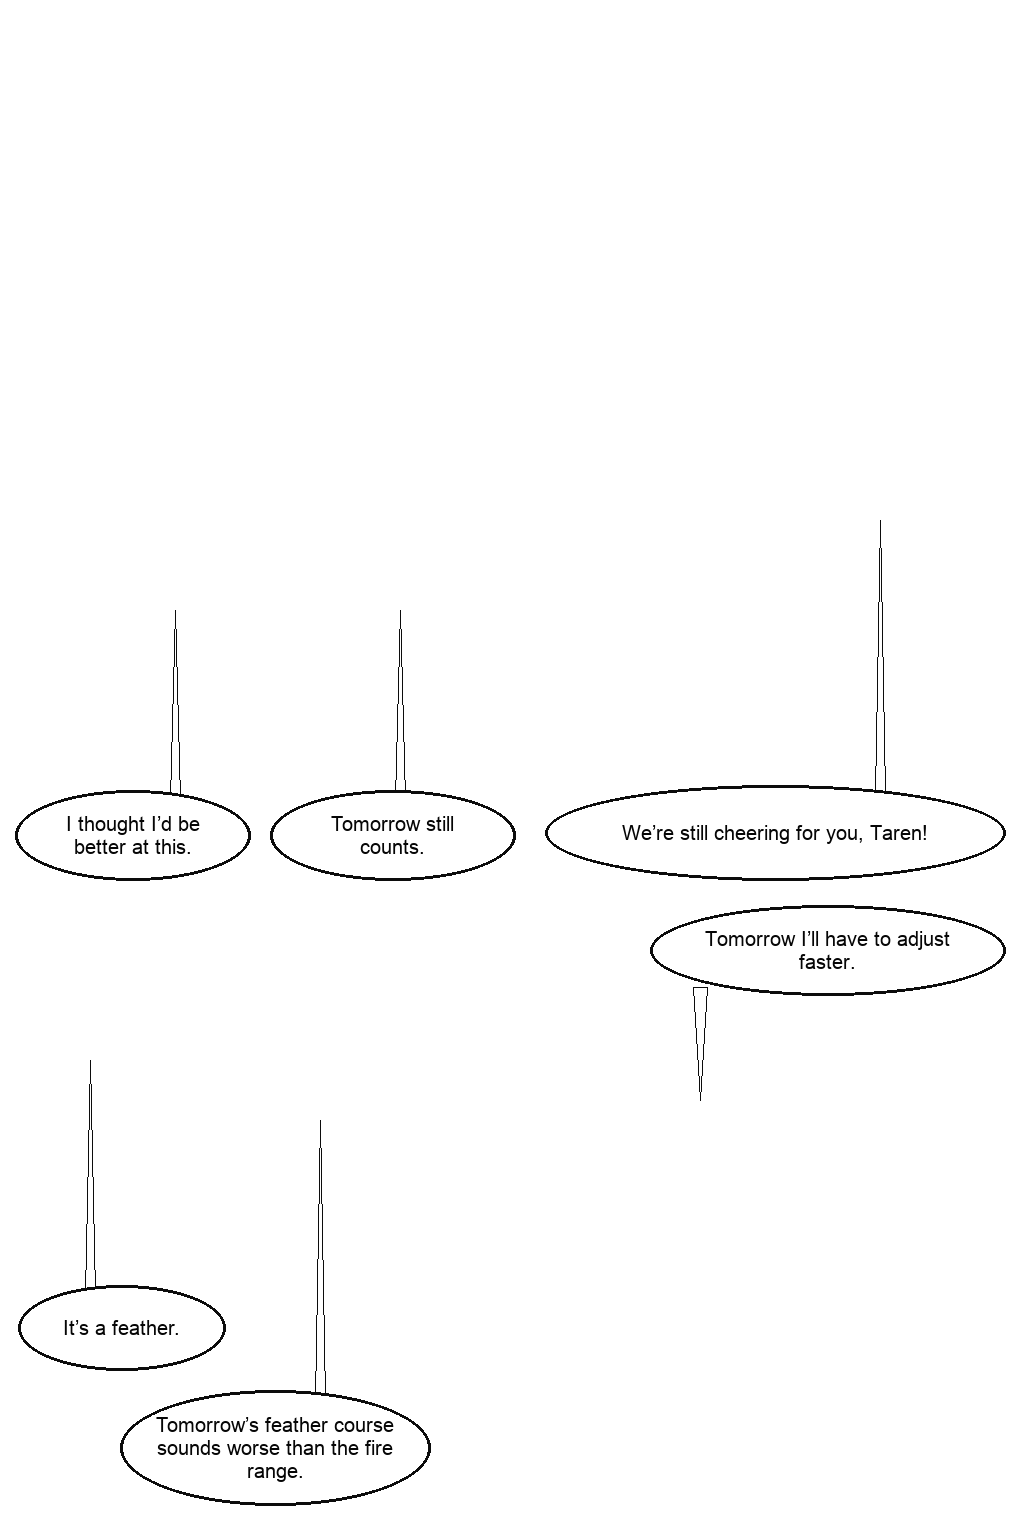 I thought I’d be
better at this.
Tomorrow still
counts.
We’re still cheering for you, Taren!
Tomorrow I’ll have to adjust
faster.
It’s a feather.
Tomorrow’s feather course
sounds worse than the fire
range.